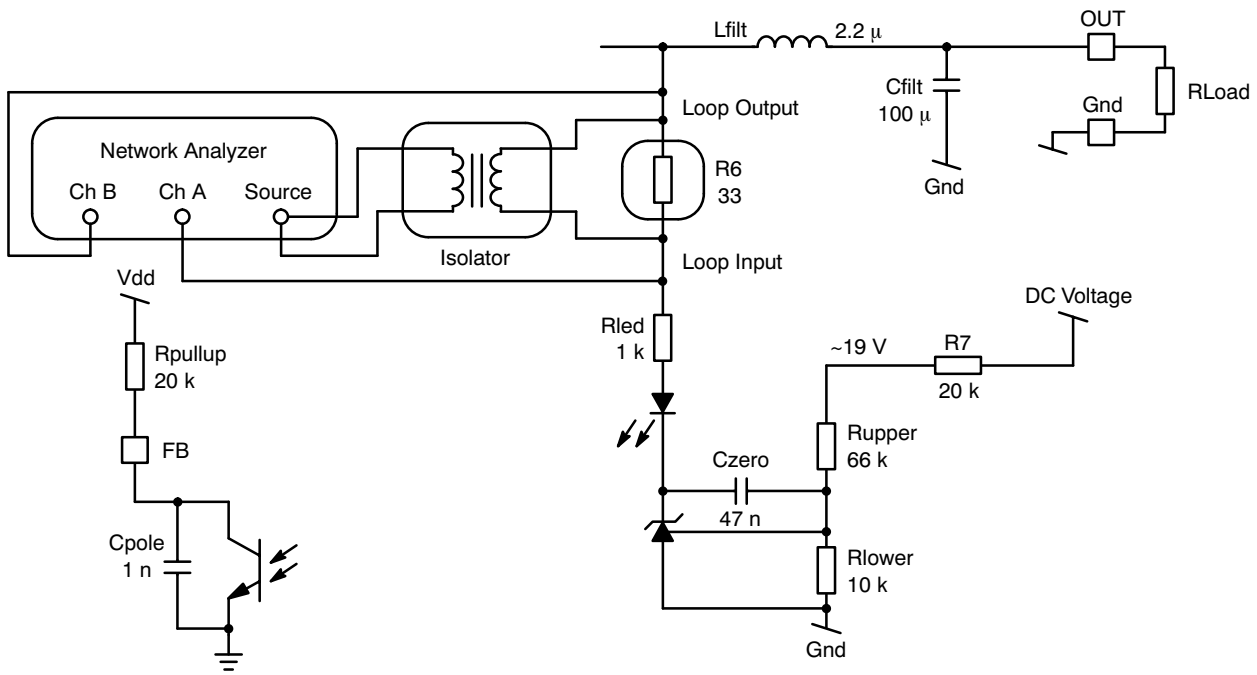 OUT
Lfilt
2.2 μ
Cfilt
100 μ
RLoad
Gnd
Gnd
Loop Output
Network Analyzer
Ch B
Ch A
Source
R6
33
Isolator
Loop Input
Vdd
DC Voltage
Rled
1 k
~19 V
R7
20 k
Rpullup
20 k
FB
Rupper
66 k
Czero
47 n
Cpole
1 n
Rlower
10 k
Gnd